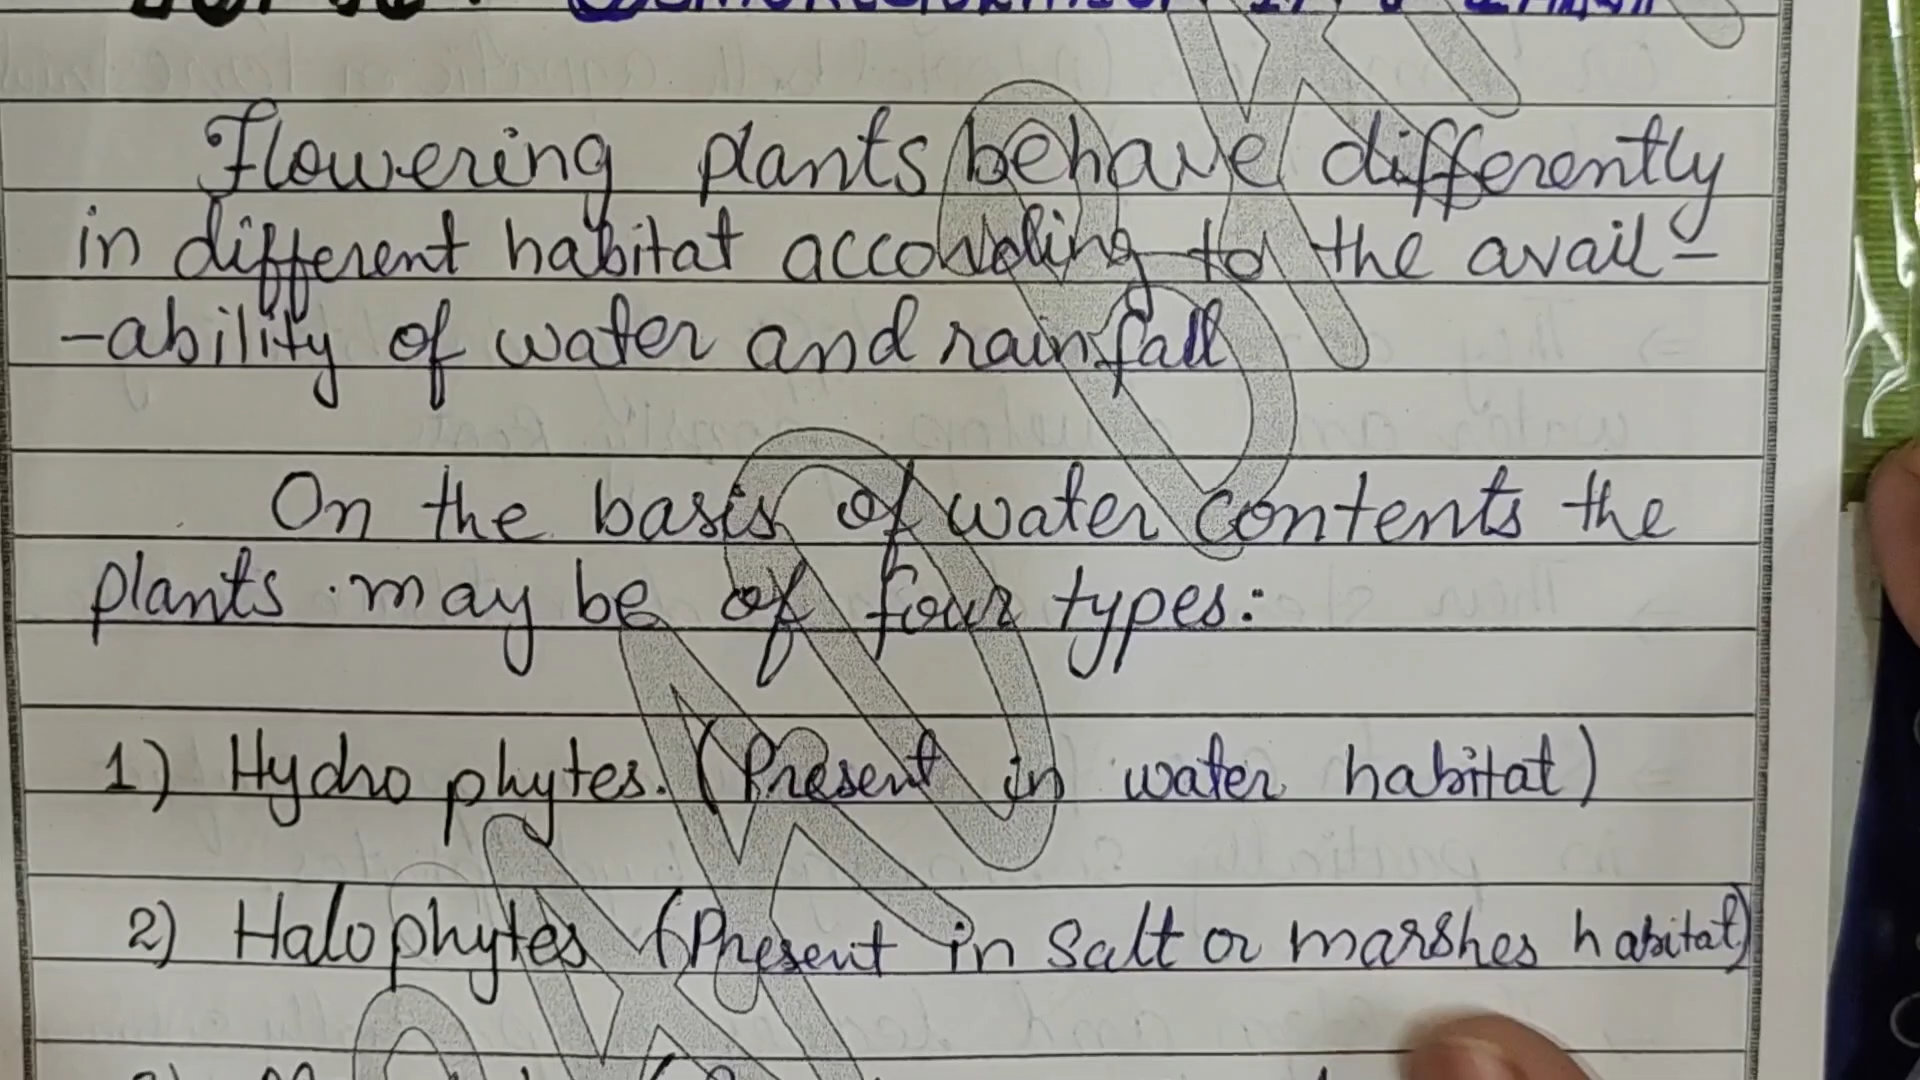 Flowering plants behave differently
in different habitat according to the avail-
-ability of water and rainfall
On the basis of water contents the
plants may be of four types:
1) Hydro phytes. (Present in water habitat)
2) Halophytes (Present in Salt or marshes habitat)